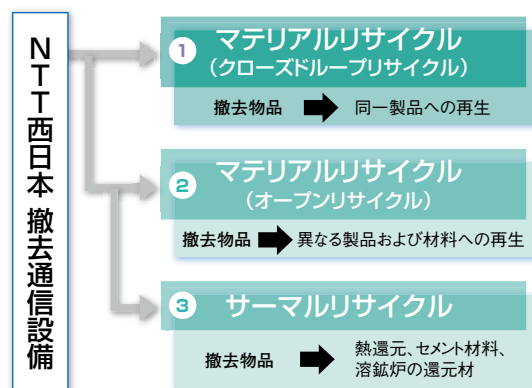 NTT西日本 撤去通信設備
1 マテリアルリサイクル
(クローズドループリサイクル)
撤去物品 同一製品への再生
2 マテリアルリサイクル
(オープンリサイクル)
撤去物品 異なる製品および材料への再生
3 サーマルリサイクル
撤去物品 熱還元、セメント材料、
溶鉱炉の還元材